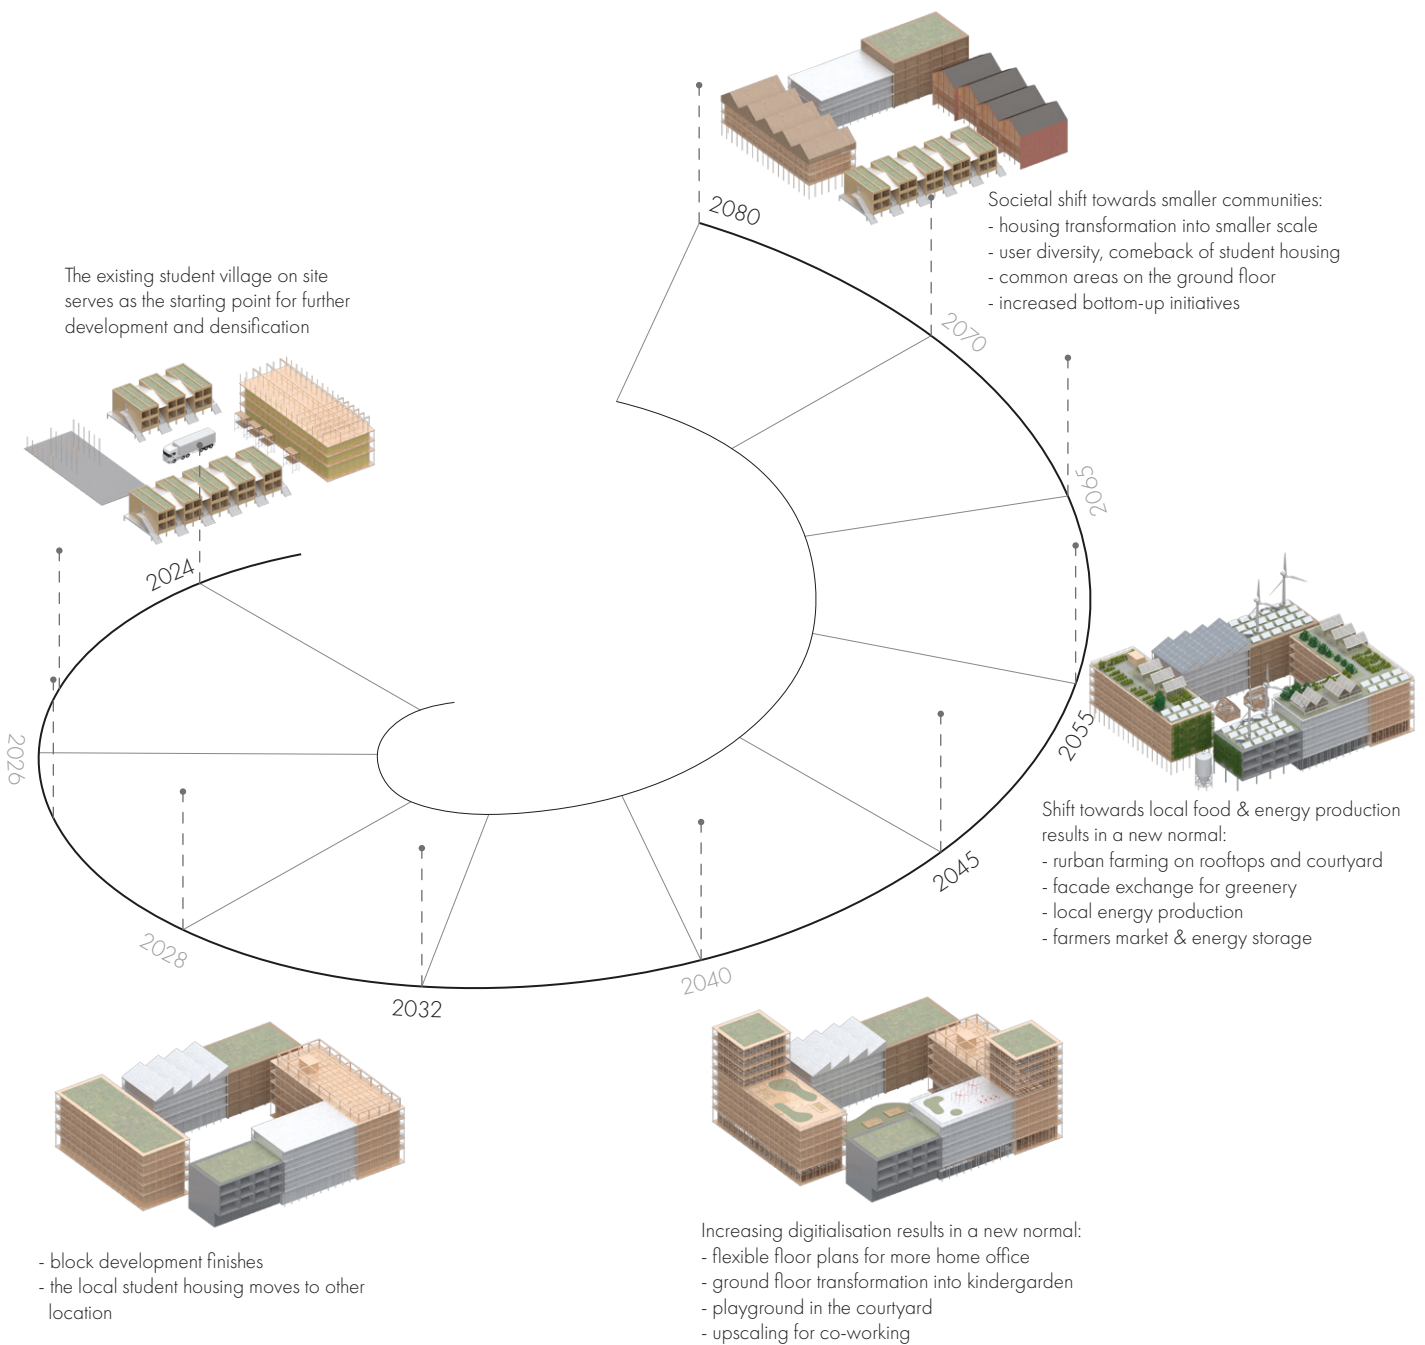 The existing student village on site
serves as the starting point for further
development and densification
2024
2026
2028
2032
- block development finishes
- the local student housing moves to other
location
2040
2045
Increasing digitialisation results in a new normal:
- flexible floor plans for more home office
- ground floor transformation into kindergarden
- playground in the courtyard
- upscaling for co-working
2055
Shift towards local food & energy production
results in a new normal:
- rurban farming on rooftops and courtyard
- facade exchange for greenery
- local energy production
- farmers market & energy storage
2065
2070
2080
Societal shift towards smaller communities:
- housing transformation into smaller scale
- user diversity, comeback of student housing
- common areas on the ground floor
- increased bottom-up initiatives